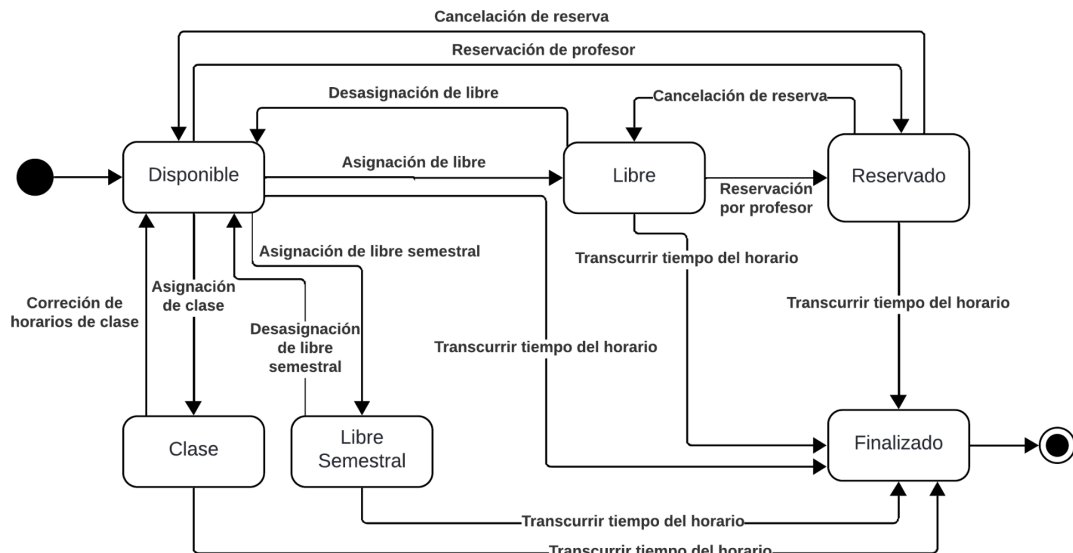 Cancelación de reserva
Reservación de profesor
Desasignación de libre
Cancelación de reserva
Disponible
Asignación de libre
Libre
Reservación
por profesor
Reservado
Asignación de libre semestral
Transcurrir tiempo del horario
Correción de
horarios de clase
Asignación
de clase
Desasignación
de libre
semestral
Transcurrir tiempo del horario
Transcurrir tiempo del horario
Clase
Libre
Semestral
Finalizado
Transcurrir tiempo del horario
Transcurrir tiempo del horario